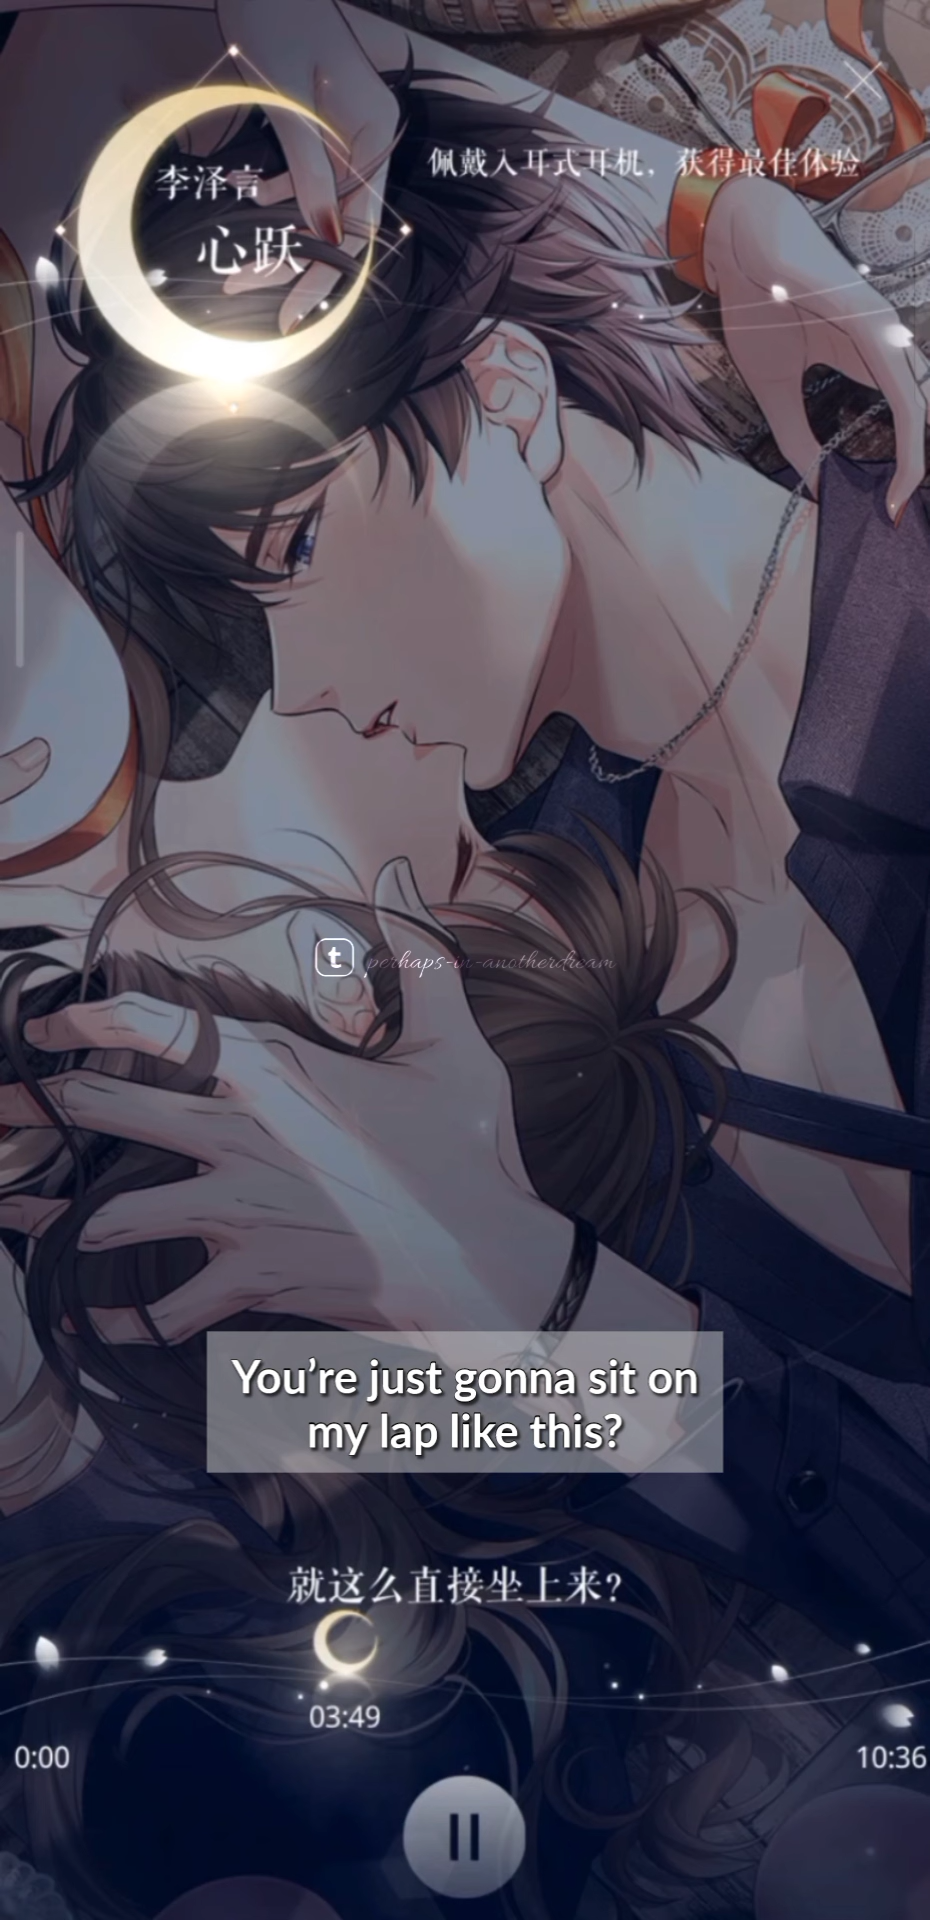 李泽言
心跃
佩戴入耳式耳机，获得最佳体验
t perhaps-in-anotherdream
You’re just gonna sit on
my lap like this?
就这么直接坐上来?
03:49
0:00
10:36